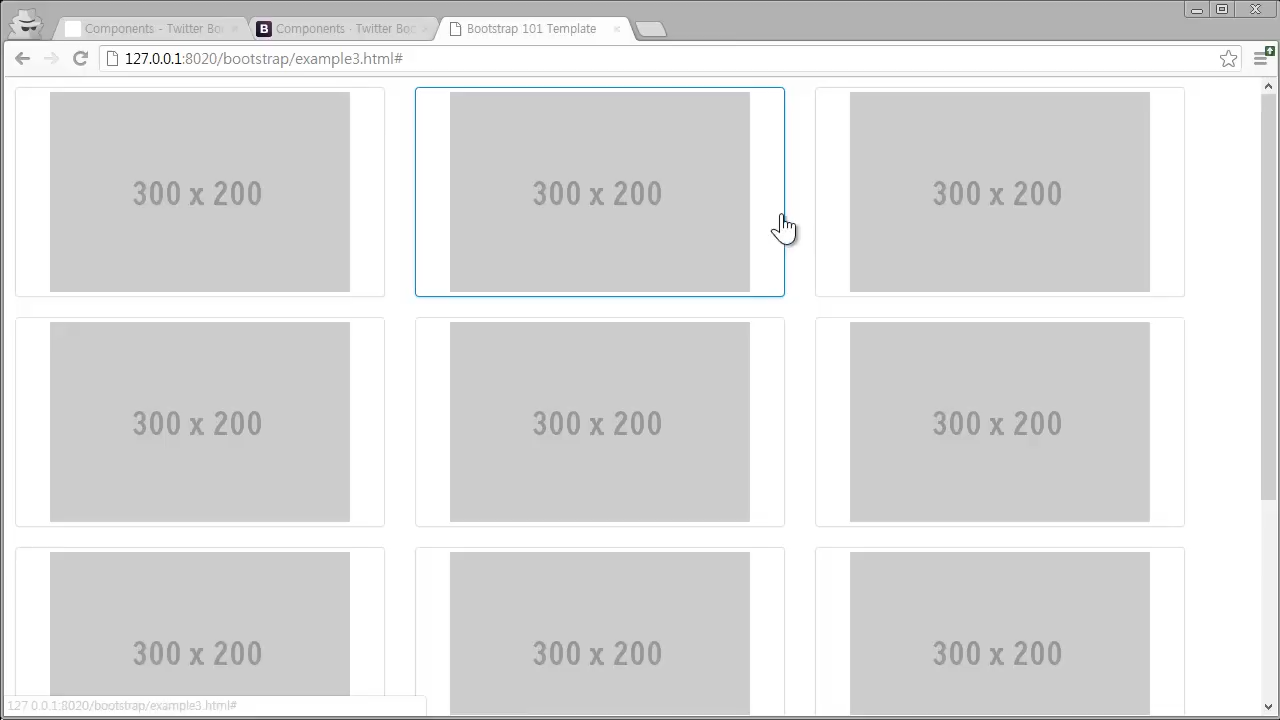 Components - Twitter Bo
Components - Twitter Boo
Bootstrap 101 Template
127.0.0.1:8020/bootstrap/example3.html#
300 x 200
300 x 200
300 x 200
300 x 200
300 x 200
300 x 200
300 x 200
300 x 200
300 x 200
127.0.0.1:8020/bootstrap/example3.html#